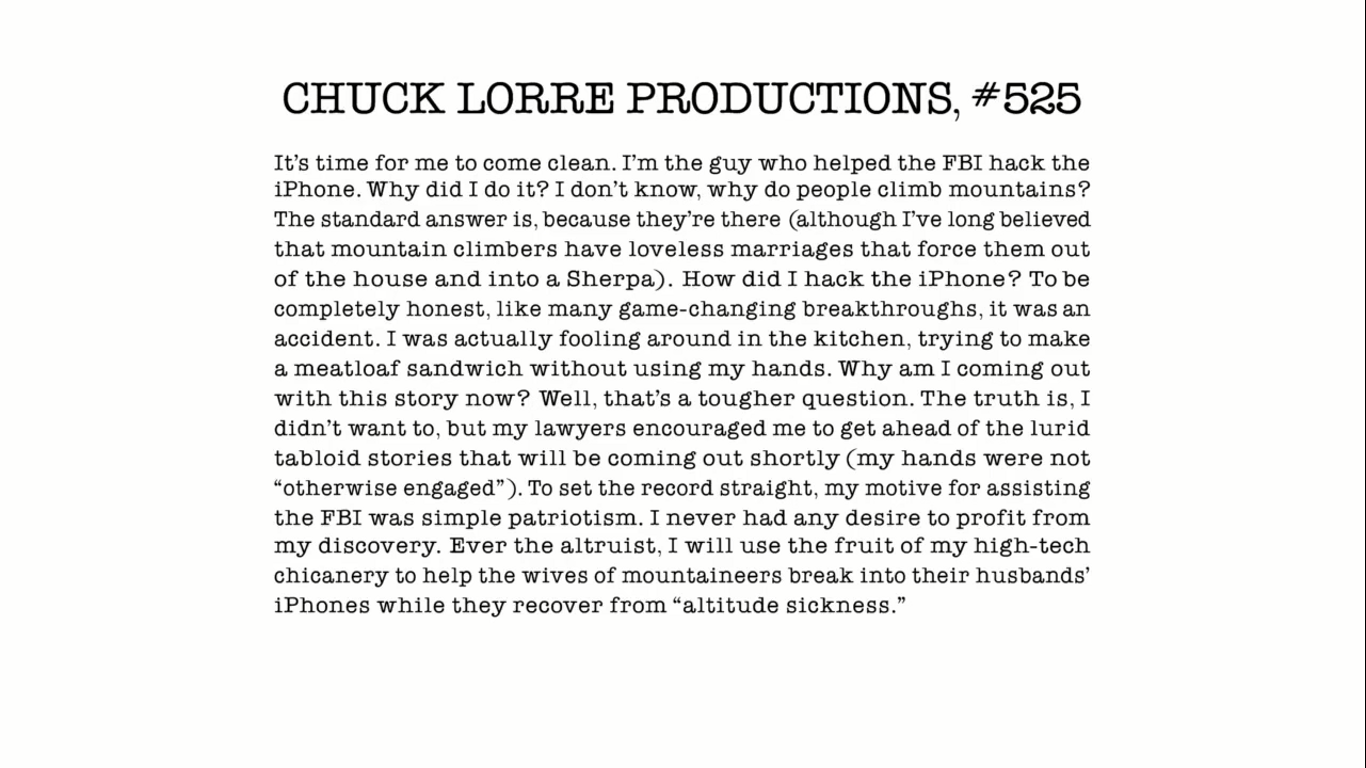 CHUCK LORRE PRODUCTIONS, #525
It’s time for me to come clean. I’m the guy who helped the FBI hack the
iPhone. Why did I do it? I don’t know, why do people climb mountains?
The standard answer is, because they’re there (although I’ve long believed
that mountain climbers have loveless marriages that force them out
of the house and into a Sherpa). How did I hack the iPhone? To be
completely honest, like many game-changing breakthroughs, it was an
accident. I was actually fooling around in the kitchen, trying to make
a meatloaf sandwich without using my hands. Why am I coming out
with this story now? Well, that’s a tougher question. The truth is, I
didn’t want to, but my lawyers encouraged me to get ahead of the lurid
tabloid stories that will be coming out shortly (my hands were not
“otherwise engaged”). To set the record straight, my motive for assisting
the FBI was simple patriotism. I never had any desire to profit from
my discovery. Ever the altruist, I will use the fruit of my high-tech
chicanery to help the wives of mountaineers break into their husbands’
iPhones while they recover from “altitude sickness.”